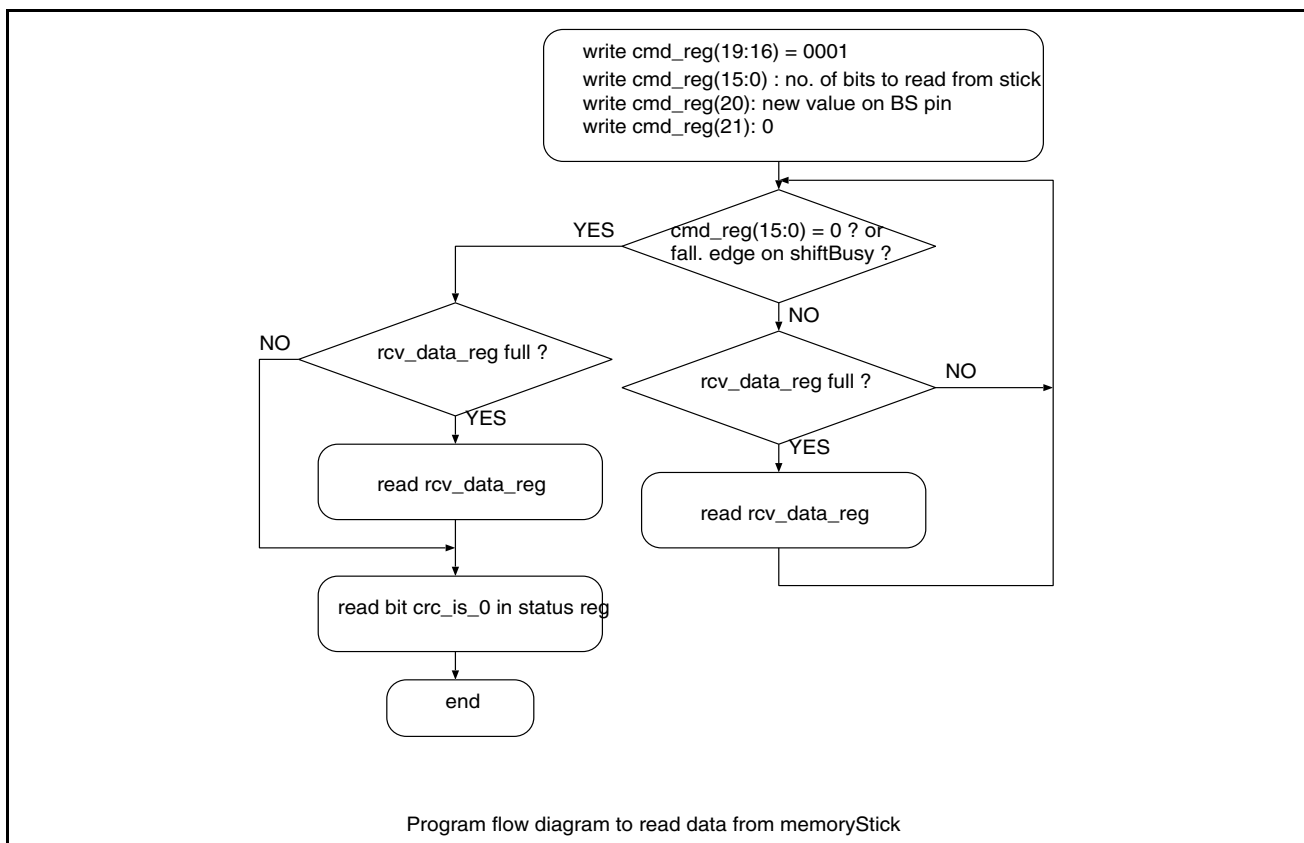 write cmd_reg(19:16) = 0001
write cmd_reg(15:0) : no. of bits to read from stick
write cmd_reg(20): new value on BS pin
write cmd_reg(21): 0
YES
cmd_reg(15:0) = 0 ? or
fall. edge on shiftBusy ?
NO
NO
rcv_data_reg full ?
rcv_data_reg full ?
NO
YES
YES
read rcv_data_reg
read rcv_data_reg
read bit crc_is_0 in status reg
end
Program flow diagram to read data from memoryStick